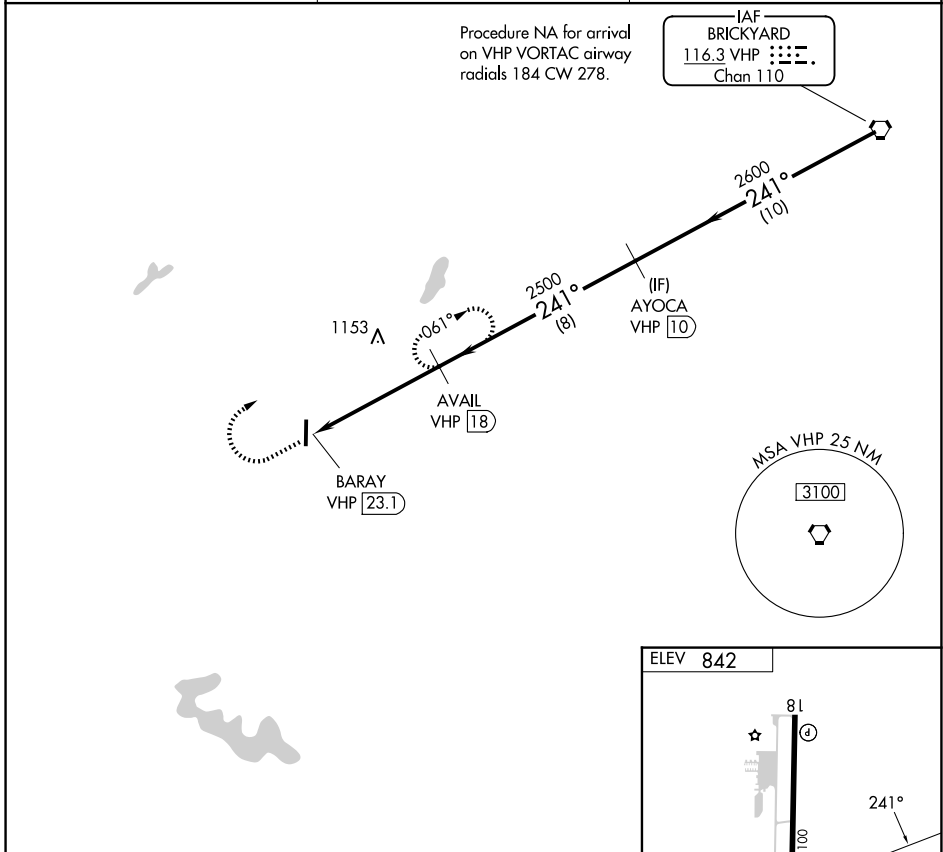 Procedure NA for arrival
on VHP VORTAC airway
radials 184 CW 278.
IAF
BRICKYARD
116.3 VHP
Chan 110
2600
241°
(10)
2500
241°
(8)
(IF)
AYOCA
VHP 10
1153
061°
AVAIL
VHP 18
BARAY
VHP 23.1
MSA VHP 25 NM
3100
ELEV 842
18
P
241°
100